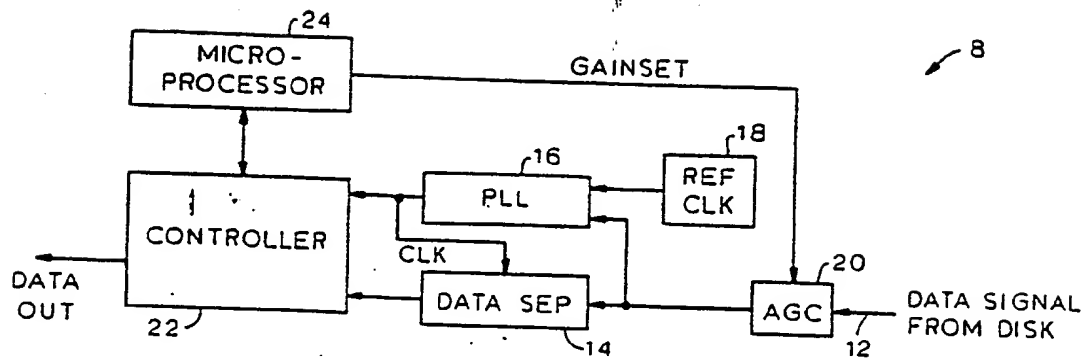 24
MICRO-
PROCESSOR
GAINSET
8
16
PLL
18
REF
CLK
CONTROLLER
CLK
DATA
OUT
22
DATA SEP
14
20
AGC
12
DATA SIGNAL
FROM DISK